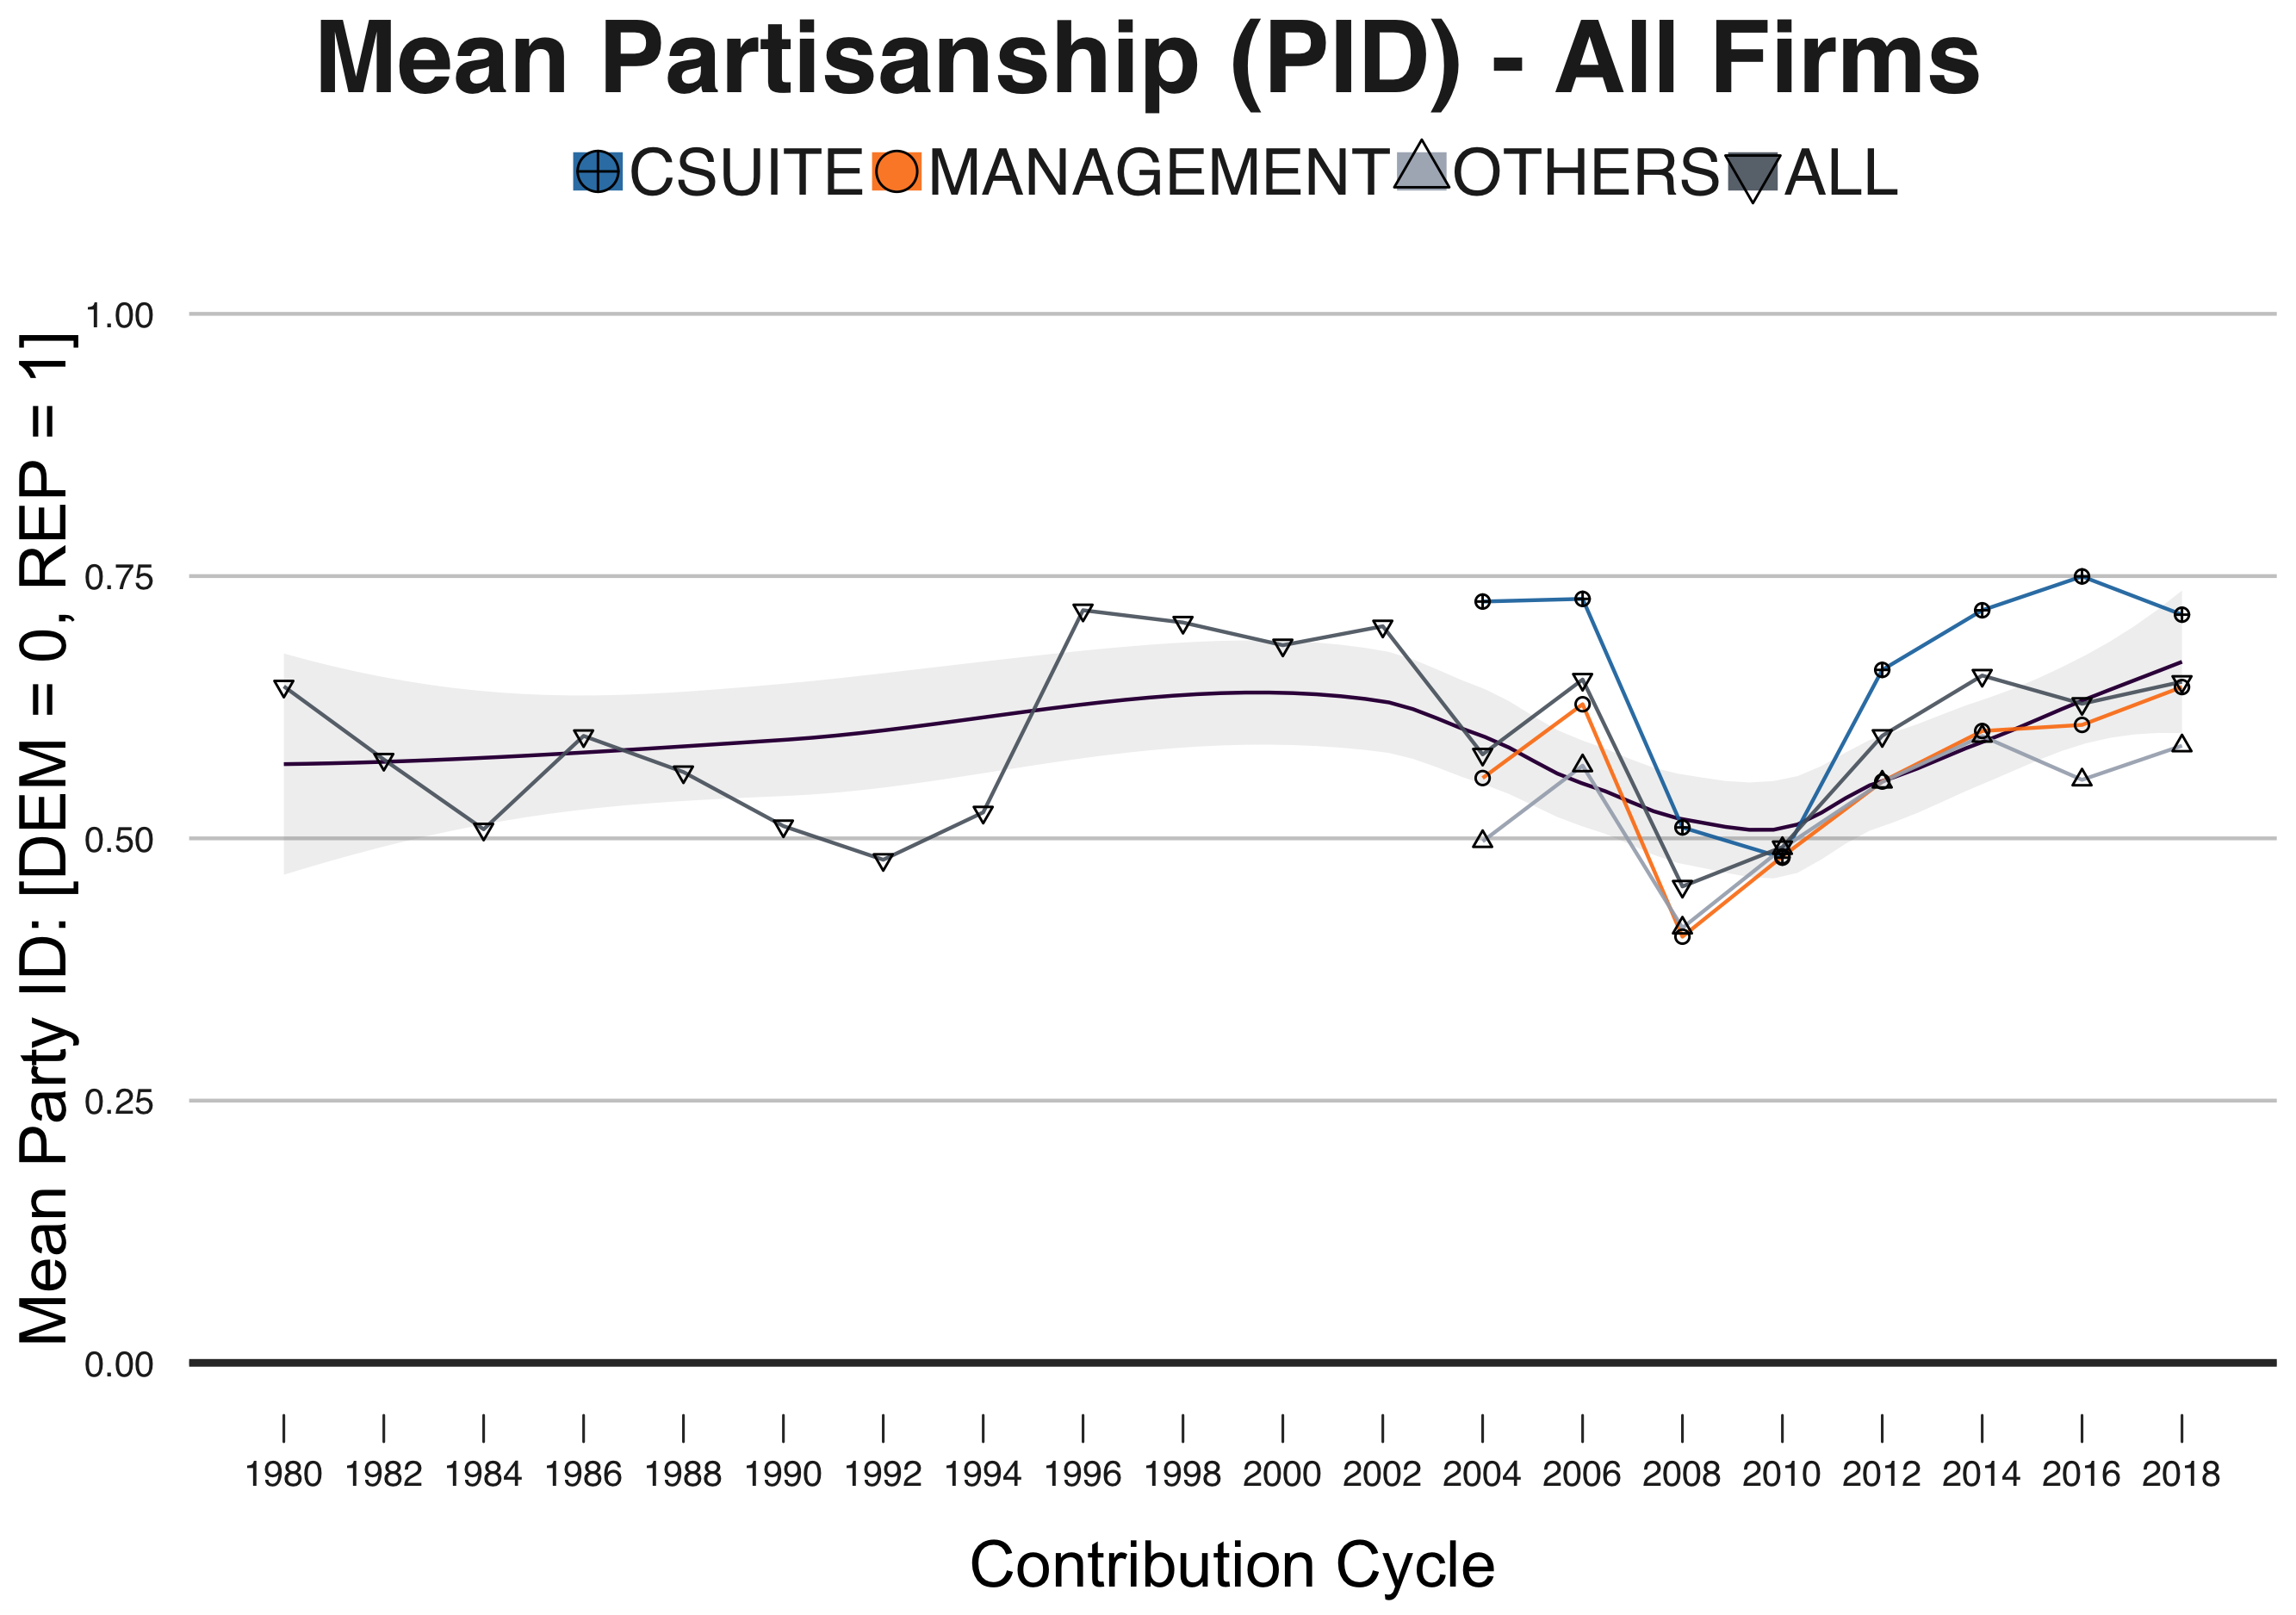 Mean Partisanship (PID) - All Firms
CSUITE MANAGEMENT OTHERS ALL
Mean Party ID: [DEM = 0, REP = 1]
1.00
0.75
0.50
0.25
0.00
1980 1982 1984 1986 1988 1990 1992 1994 1996 1998 2000 2002 2004 2006 2008 2010 2012 2014 2016 2018
Contribution Cycle